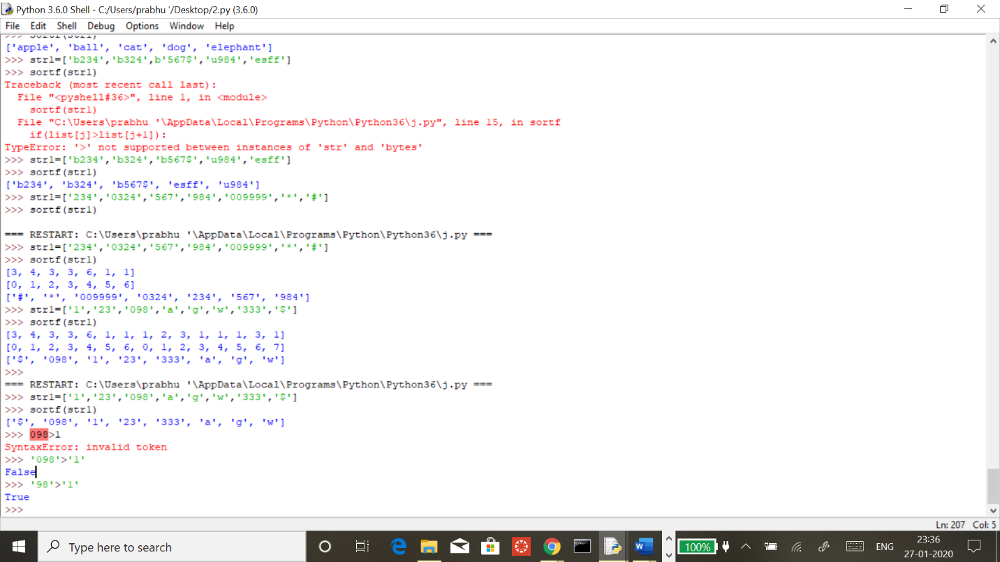 Python 3.6.0 Shell - C:/Users/prabhu '/Desktop/2.py (3.6.0)
File Edit Shell Debug Options Window Help
>>> sortf(strl)
['apple', 'ball', 'cat', 'dog', 'elephant']
>>> strl=['b234','b324',b'567$','u984','esff']
>>> sortf(strl)
Traceback (most recent call last):
  File "<pyshell#36>", line 1, in <module>
    sortf(strl)
  File "C:\Users\prabhu '\AppData\Local\Programs\Python\Python36\j.py", line 15, in sortf
    if(list[j]>list[j+1]):
TypeError: '>' not supported between instances of 'str' and 'bytes'
>>> strl=['b234','b324','b567$','u984','esff']
>>> sortf(strl)
['b234', 'b324', 'b567$', 'esff', 'u984']
>>> strl=['234','0324','567','984','009999','*','#']
>>> sortf(strl)
=== RESTART: C:\Users\prabhu '\AppData\Local\Programs\Python\Python36\j.py ===
>>> strl=['234','0324','567','984','009999','*','#']
>>> sortf(strl)
[3, 4, 3, 3, 6, 1, 1]
[0, 1, 2, 3, 4, 5, 6]
['#', '*', '009999', '0324', '234', '567', '984']
>>> strl=['1','23','098','a','g','w','333','$']
>>> sortf(strl)
[3, 4, 3, 3, 6, 1, 1, 1, 2, 3, 1, 1, 1, 3, 1]
[0, 1, 2, 3, 4, 5, 6, 0, 1, 2, 3, 4, 5, 6, 7]
['$', '098', '1', '23', '333', 'a', 'g', 'w']
>>>
=== RESTART: C:\Users\prabhu '\AppData\Local\Programs\Python\Python36\j.py ===
>>> strl=['1','23','098','a','g','w','333','$']
>>> sortf(strl)
['$', '098', '1', '23', '333', 'a', 'g', 'w']
>>> 098>1
SyntaxError: invalid token
>>> '098'>'1'
False
>>> '98'>'1'
True
>>>
Ln: 207 Col: 5
Type here to search
100%
ENG
23:36
27-01-2020